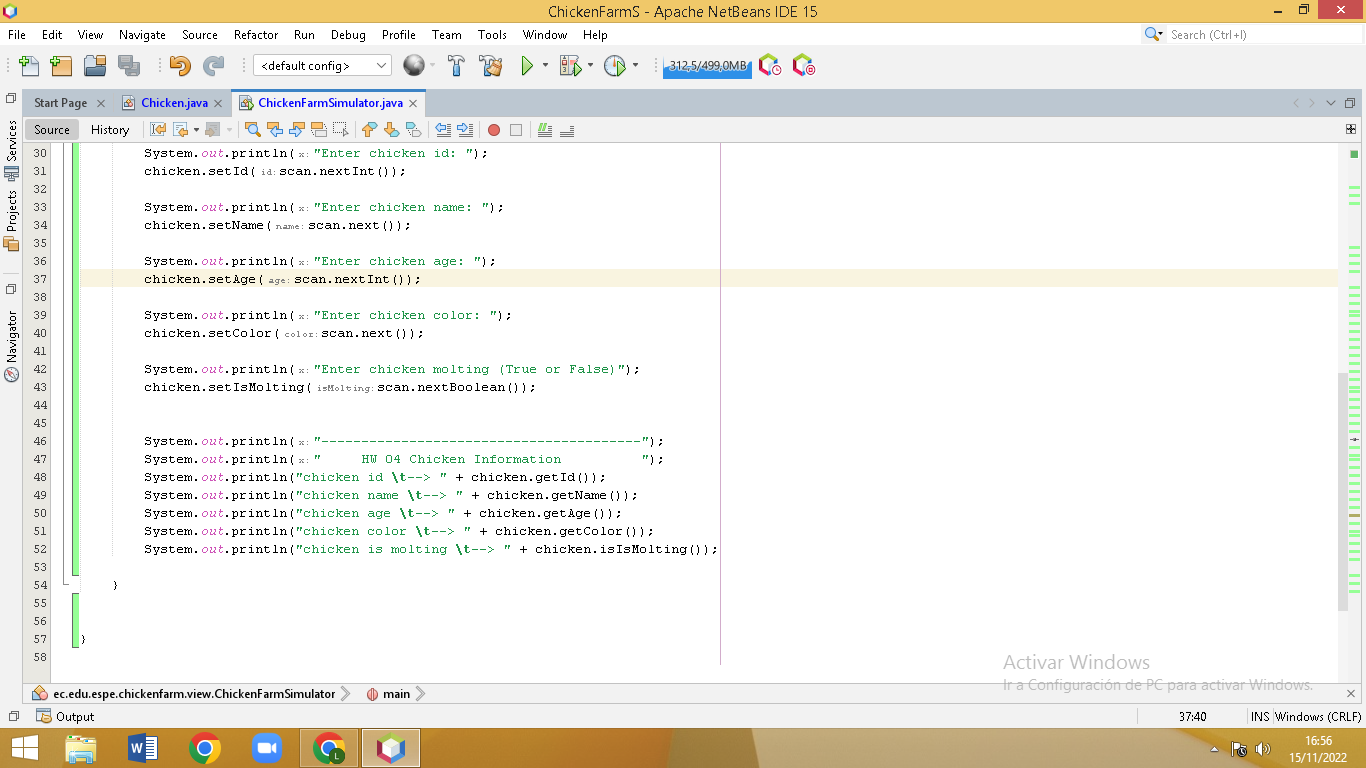 ChickenFarmS - Apache NetBeans IDE 15
File Edit View Navigate Source Refactor Run Debug Profile Team Tools Window Help
Search (Ctrl+I)
<default config>
312,5/499,0MB
Start Page Chicken.java ChickenFarmSimulator.java
Source History
Services
Projects
Navigator
30 System.out.println(x:"Enter chicken id: ");
31 chicken.setId(id:scan.nextInt());
32
33 System.out.println(x:"Enter chicken name: ");
34 chicken.setName(name:scan.next());
35
36 System.out.println(x:"Enter chicken age: ");
37 chicken.setAge(age:scan.nextInt());
38
39 System.out.println(x:"Enter chicken color: ");
40 chicken.setColor(color:scan.next());
41
42 System.out.println(x:"Enter chicken molting (True or False)");
43 chicken.setIsMolting(isMolting:scan.nextBoolean());
44
45
46 System.out.println(x:"----------------------------------------");
47 System.out.println(x:"     HW 04 Chicken Information          ");
48 System.out.println("chicken id \t--> " + chicken.getId());
49 System.out.println("chicken name \t--> " + chicken.getName());
50 System.out.println("chicken age \t--> " + chicken.getAge());
51 System.out.println("chicken color \t--> " + chicken.getColor());
52 System.out.println("chicken is molting \t--> " + chicken.isIsMolting());
53
54 }
55
56
57 }
58
Activar Windows
Ir a Configuración de PC para activar Windows.
ec.edu.espe.chickenfarm.view.ChickenFarmSimulator main
Output
37:40 INS Windows (CRLF)
16:56
15/11/2022